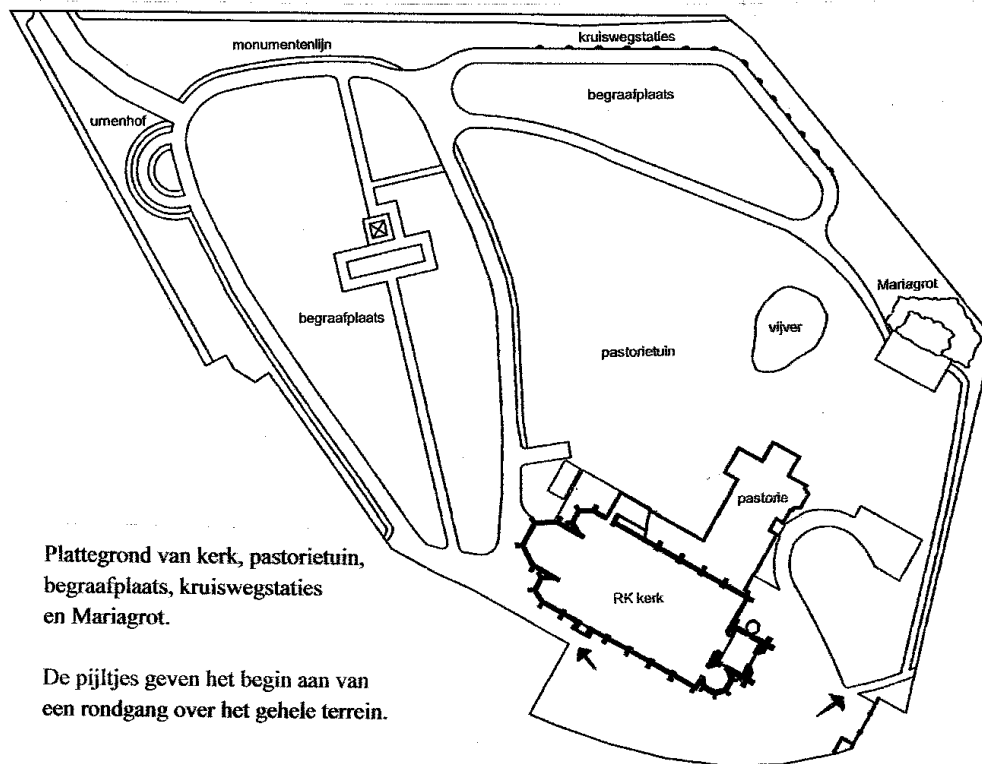 kruiswegstaties
monumentenlijn
begraafplaats
urnenhof
Mariagrot
begraafplaats
vijver
pastorietuin
pastorie
RK kerk
Plattegrond van kerk, pastorietuin,
begraafplaats, kruiswegstaties
en Mariagrot.
De pijltjes geven het begin aan van
een rondgang over het gehele terrein.